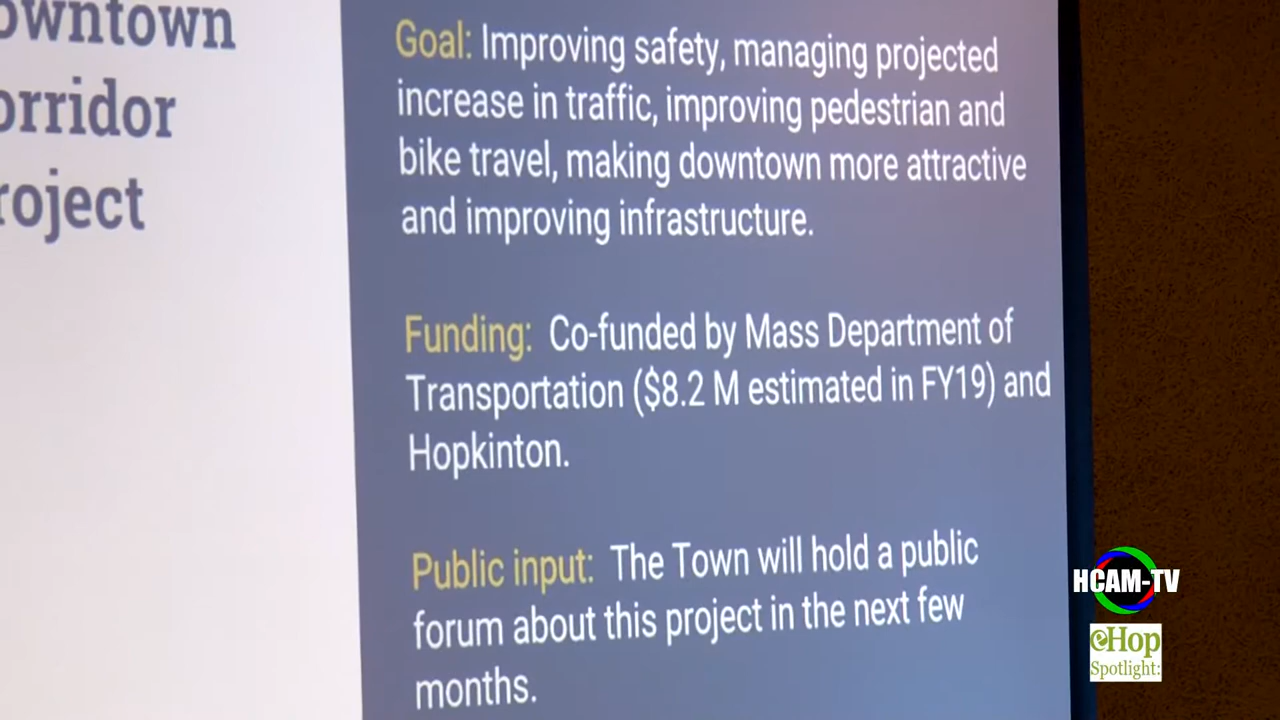 owntown
orridor
roject
Goal: Improving safety, managing projected
increase in traffic, improving pedestrian and
bike travel, making downtown more attractive
and improving infrastructure.
Funding: Co-funded by Mass Department of
Transportation ($8.2 M estimated in FY19) and
Hopkinton.
Public input: The Town will hold a public
forum about this project in the next few
months.
HCAM-TV
eHop
Spotlight: